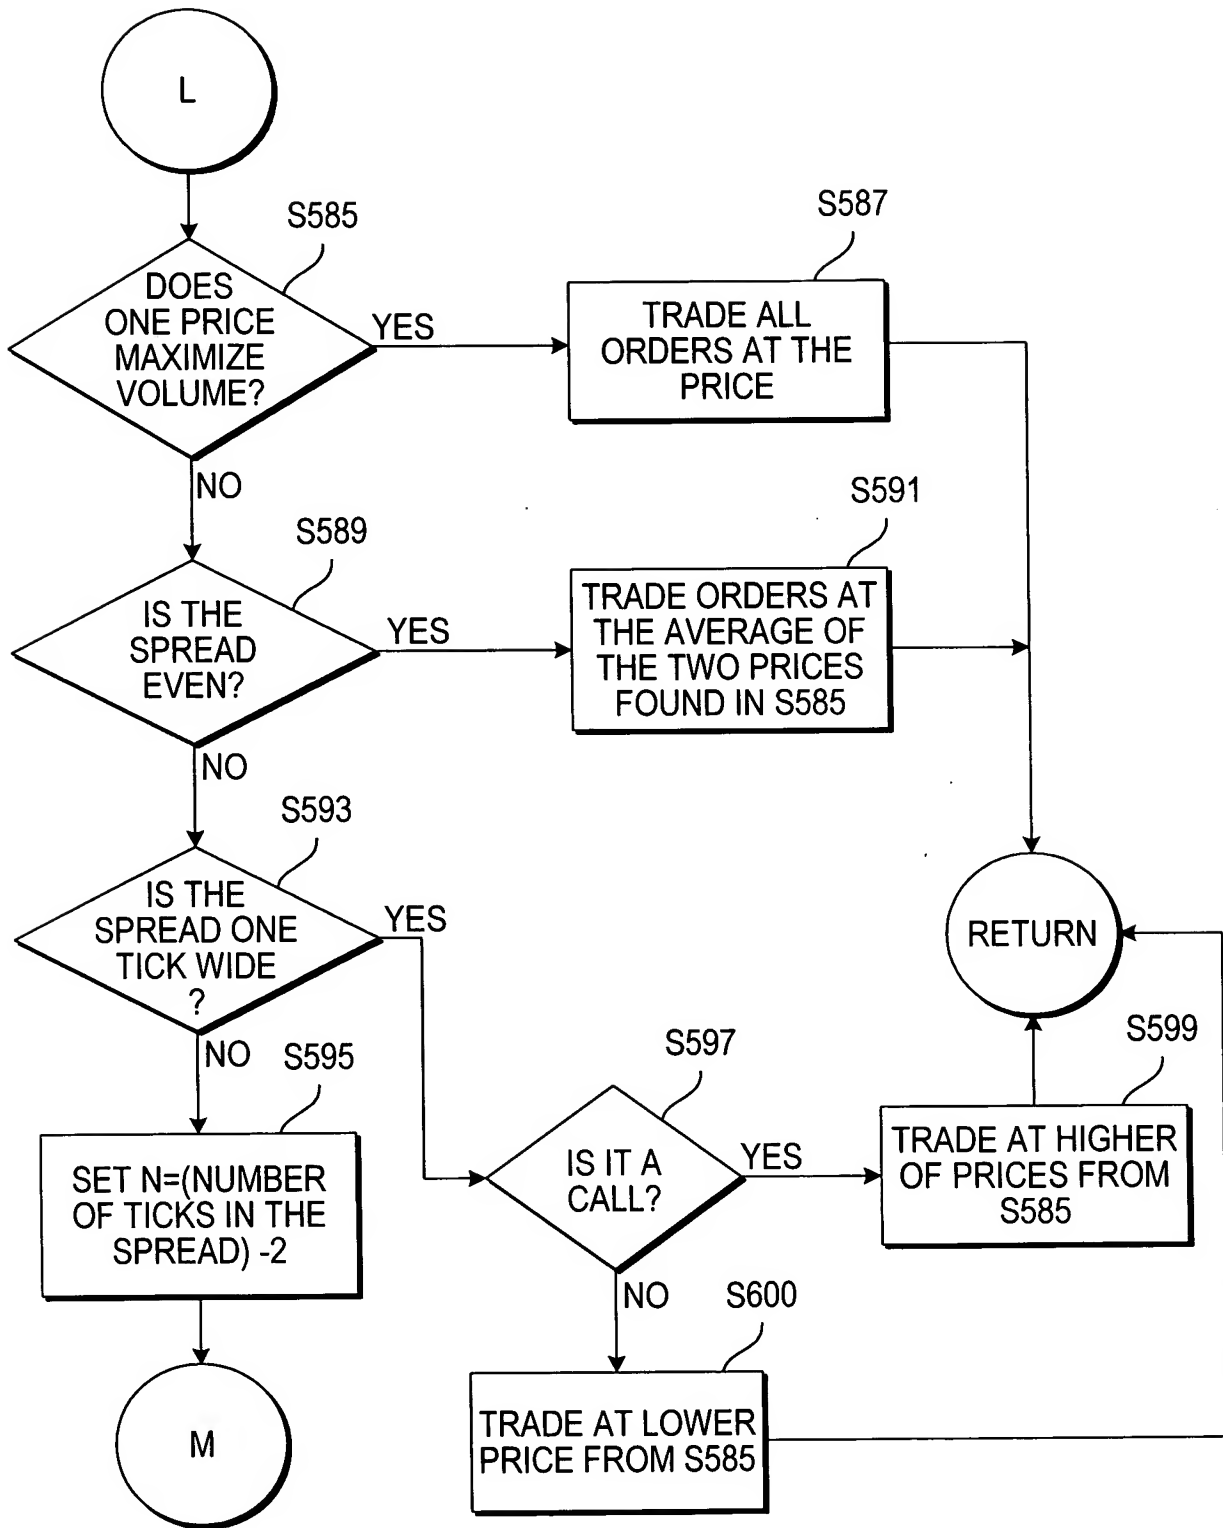 L
S585
DOES
ONE PRICE
MAXIMIZE
VOLUME?
YES
S587
TRADE ALL
ORDERS AT THE
PRICE
NO
S589
IS THE
SPREAD
EVEN?
YES
S591
TRADE ORDERS AT
THE AVERAGE OF
THE TWO PRICES
FOUND IN S585
NO
S593
IS THE
SPREAD ONE
TICK WIDE
?
YES
RETURN
NO
S595
SET N=(NUMBER
OF TICKS IN THE
SPREAD) -2
S597
IS IT A
CALL?
YES
S599
TRADE AT HIGHER
OF PRICES FROM
S585
NO
S600
TRADE AT LOWER
PRICE FROM S585
M